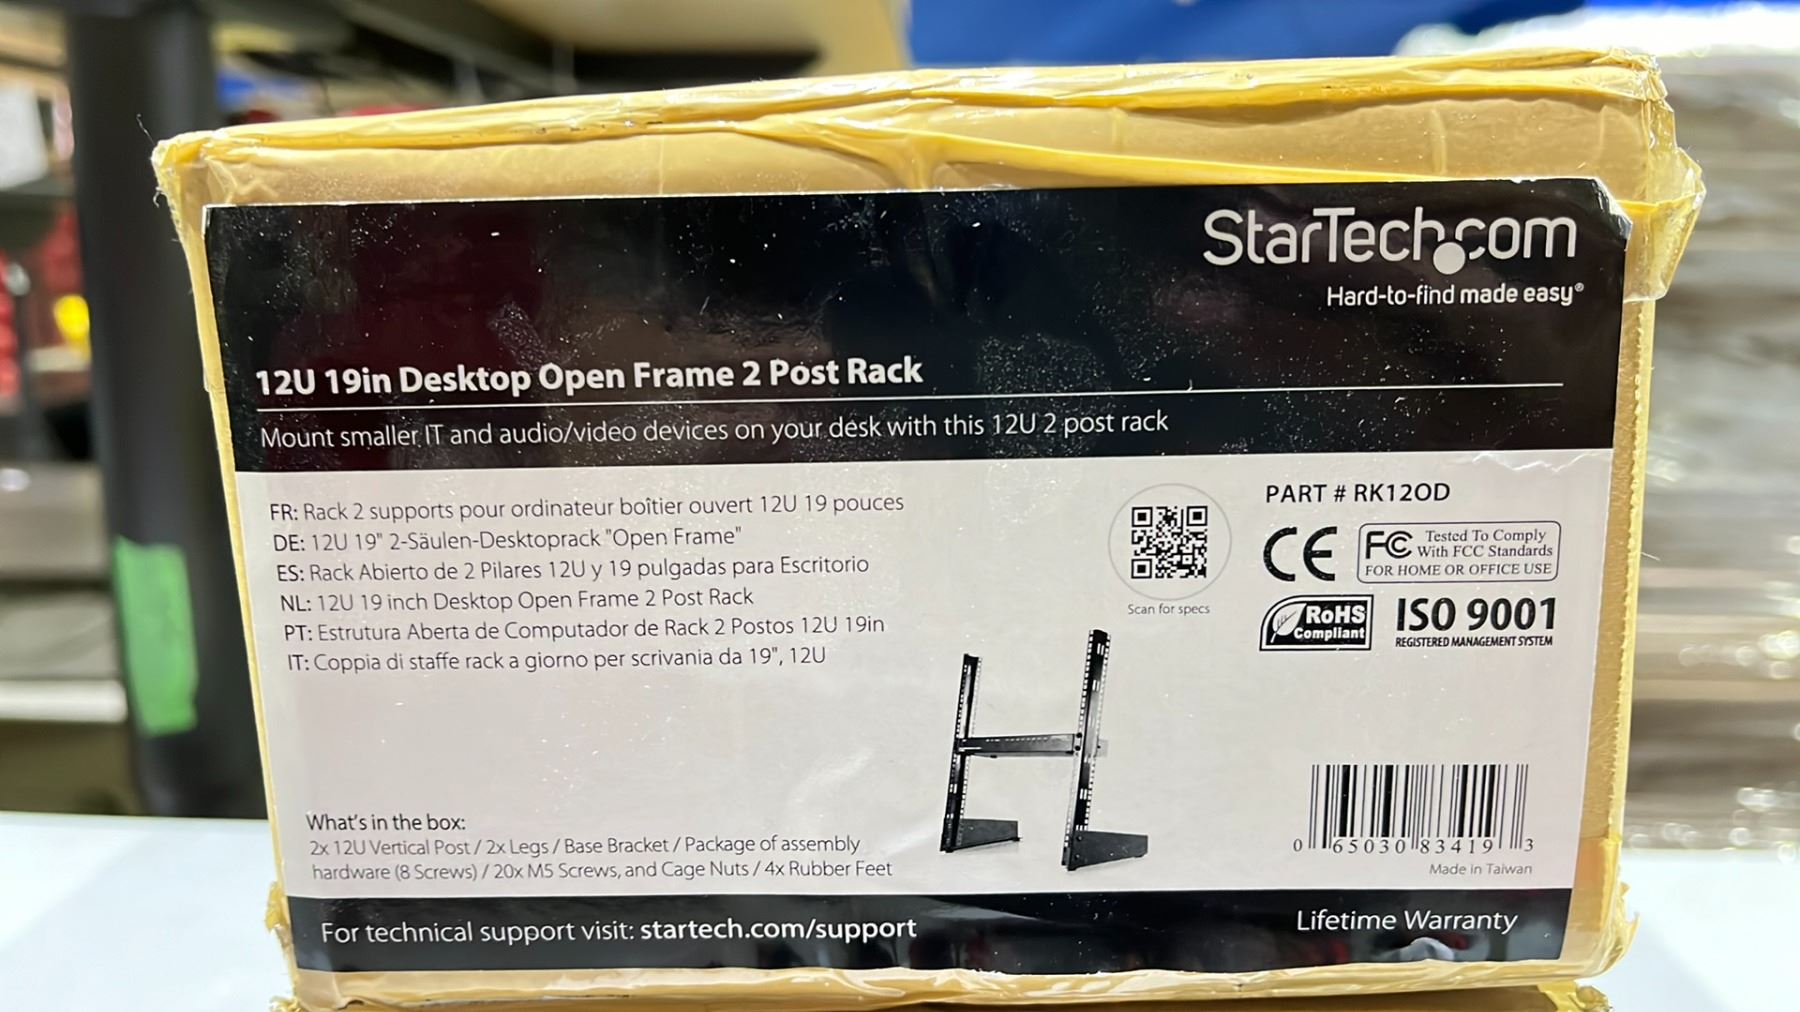 StarTech.com
Hard-to-find made easy®
12U 19in Desktop Open Frame 2 Post Rack
Mount smaller IT and audio/video devices on your desk with this 12U 2 post rack
FR: Rack 2 supports pour ordinateur boîtier ouvert 12U 19 pouces
DE: 12U 19" 2-Säulen-Desktoprack "Open Frame"
ES: Rack Abierto de 2 Pilares 12U y 19 pulgadas para Escritorio
NL: 12U 19 inch Desktop Open Frame 2 Post Rack
PT: Estrutura Aberta de Computador de Rack 2 Postos 12U 19in
IT: Coppia di staffe rack a giorno per scrivania da 19", 12U
Scan for specs
PART # RK12OD
CE
FC Tested To Comply
With FCC Standards
FOR HOME OR OFFICE USE
RoHS
Compliant
ISO 9001
REGISTERED MANAGEMENT SYSTEM
What's in the box:
2x 12U Vertical Post / 2x Legs / Base Bracket / Package of assembly
hardware (8 Screws) / 20x M5 Screws, and Cage Nuts / 4x Rubber Feet
0 65030 83419 3
Made in Taiwan
For technical support visit: startech.com/support
Lifetime Warranty